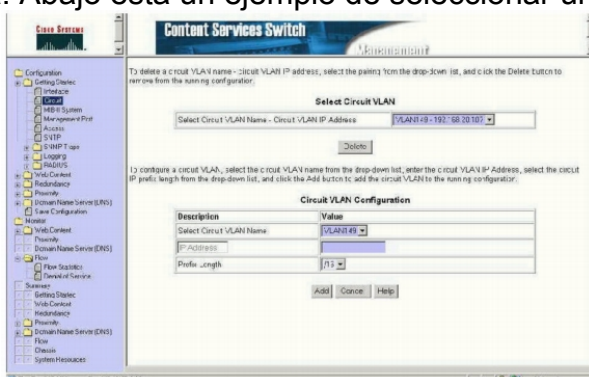 . Abajo está un ejemplo de seleccionar un
CISCO SYSTEMS
Content Services Switch
Configuration
Getting Started
Interface
Circuit
MIB-II System
Management Port
Access
SNTP
SNMP Traps
Logging
RADIUS
Web Content
Redundancy
Proximity
Domain Name Server (DNS)
Save Configuration
Monitor
Web Content
Proximity
Domain Name Server (DNS)
Flow
Flow Statistics
Denial of Service
Summary
Getting Started
Web Content
Redundancy
Proximity
Domain Name Server (DNS)
Flow
Chassis
System Resources
To delete a circuit VLAN name - circuit VLAN IP address, select the pairing from the drop-down list, and click the Delete button to
remove from the running configuration.
Select Circuit VLAN
Select Circuit VLAN Name - Circuit VLAN IP Address
Delete
To configure a circuit VLAN, select the circuit VLAN name from the drop-down list, enter the circuit VLAN IP Address, select the circuit
IP prefix length from the drop-down list, and click the Add button to add the circuit VLAN to the running configuration.
Circuit VLAN Configuration
Description Value
Select Circuit VLAN Name VLAN149
IP Address
Prefix Length
Add Cancel Help